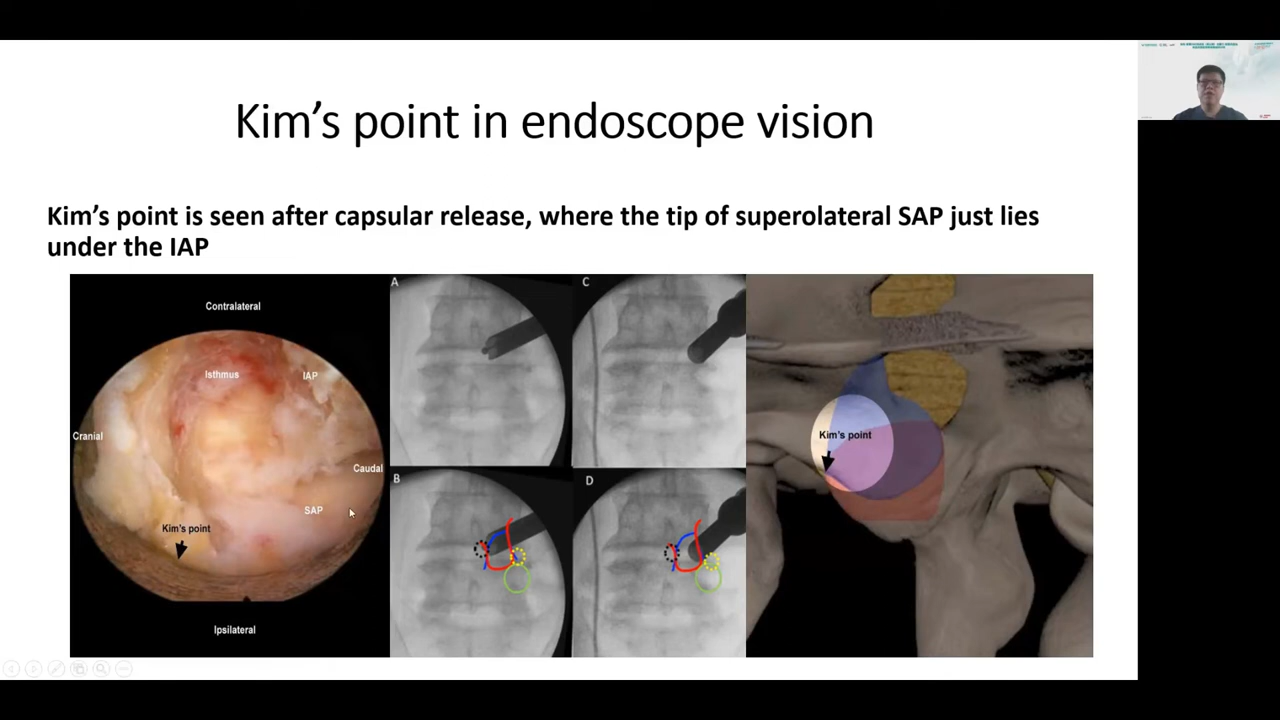 Kim's point in endoscope vision
Kim's point is seen after capsular release, where the tip of superolateral SAP just lies
under the IAP
Contralateral
Isthmus
IAP
Cranial
Caudal
SAP
Kim's point
Ipsilateral
A
C
B
D
Kim's point